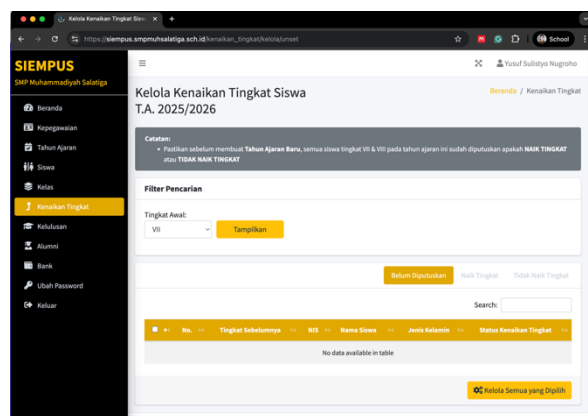 Kelola Kenaikan Tingkat Sisw
https://siempus.smpmuhsalatiga.sch.id/kenaikan_tingkat/kelola/unset
School
SIEMPUS
SMP Muhammadiyah Salatiga
Yusuf Sulistyo Nugroho
Beranda
Kepegawaian
Tahun Ajaran
Siswa
Kelas
Kenaikan Tingkat
Kelulusan
Alumni
Bank
Ubah Password
Keluar
Kelola Kenaikan Tingkat Siswa
T.A. 2025/2026
Beranda / Kenaikan Tingkat
Catatan:
• Pastikan sebelum membuat Tahun Ajaran Baru, semua siswa tingkat VII & VIII pada tahun ajaran ini sudah diputuskan apakah NAIK TINGKAT
atau TIDAK NAIK TINGKAT
Filter Pencarian
Tingkat Awal:
VII
Tampilkan
Belum Diputuskan Naik Tingkat Tidak Naik Tingkat
Search:
No. Tingkat Sebelumnya NIS Nama Siswa Jenis Kelamin Status Kenaikan Tingkat
No data available in table
Kelola Semua yang Dipilih